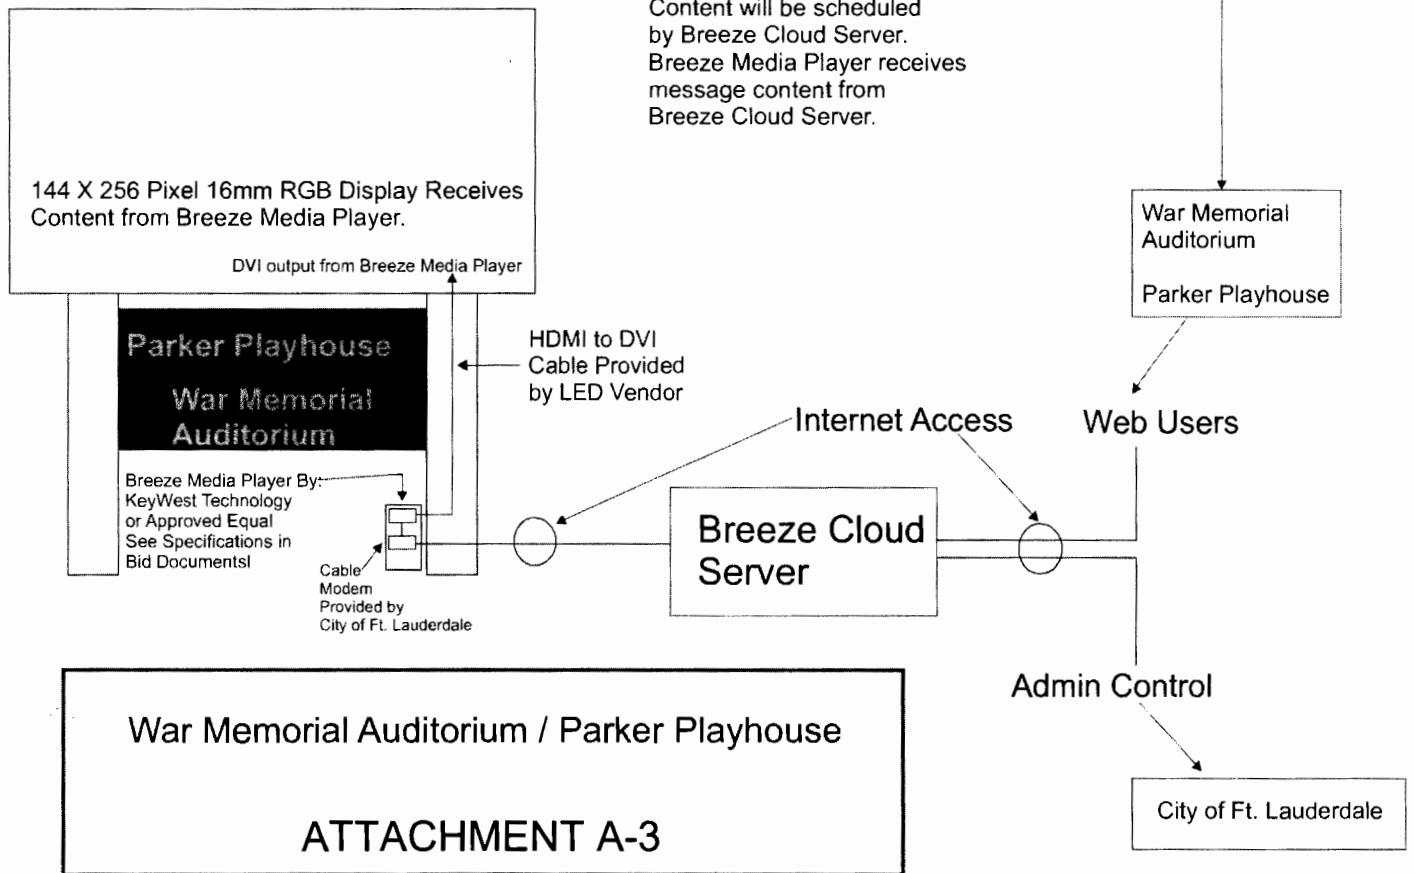 Content will be scheduled
by Breeze Cloud Server.
Breeze Media Player receives
message content from
Breeze Cloud Server.
144 X 256 Pixel 16mm RGB Display Receives
Content from Breeze Media Player.
DVI output from Breeze Media Player
War Memorial
Auditorium
Parker Playhouse
Parker Playhouse
War Memorial
Auditorium
HDMI to DVI
Cable Provided
by LED Vendor
Internet Access
Web Users
Breeze Media Player By:
KeyWest Technology
or Approved Equal
See Specifications in
Bid Documents!
Cable
Modem
Provided by
City of Ft. Lauderdale
Breeze Cloud
Server
Admin Control
War Memorial Auditorium / Parker Playhouse
ATTACHMENT A-3
City of Ft. Lauderdale